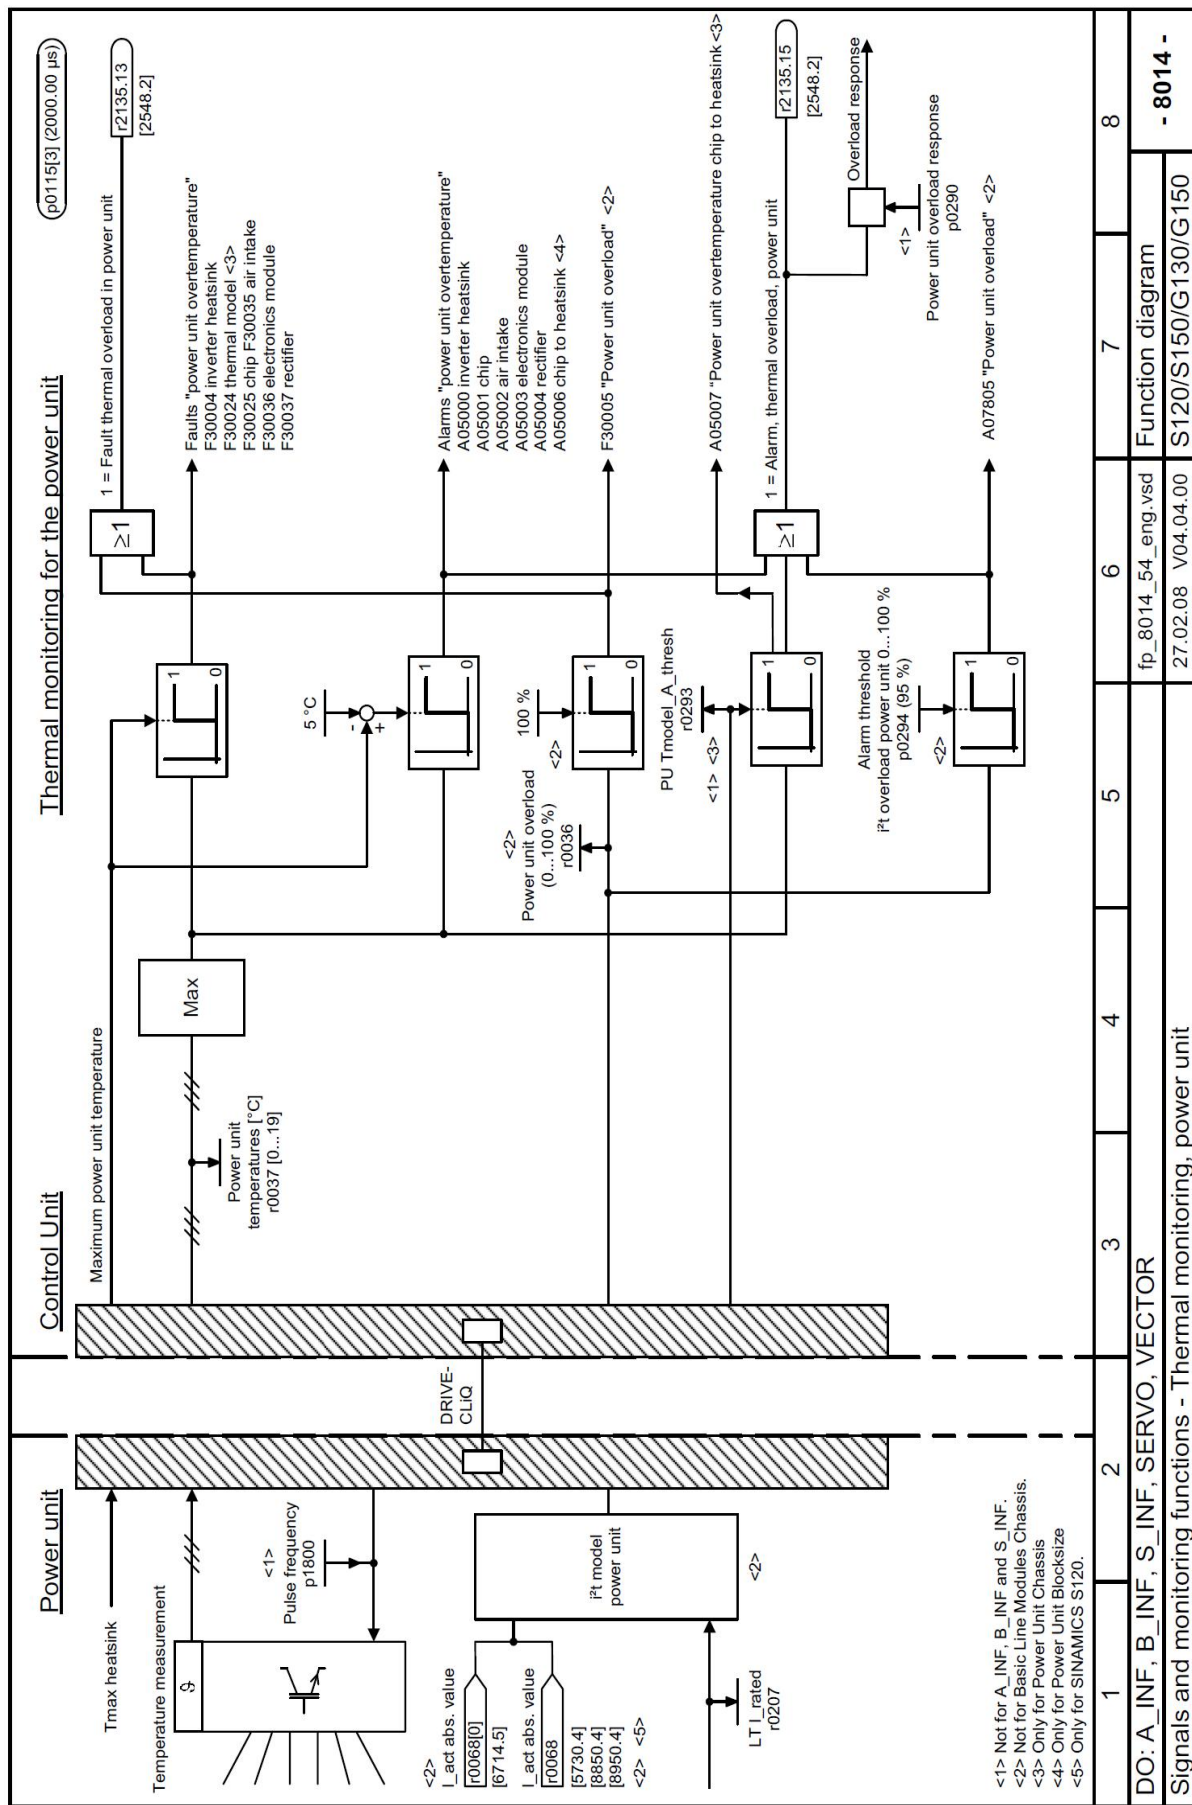 Power unit
Control Unit
Thermal monitoring for the power unit
p0115[3] (2000.00 µs)
Tmax heatsink
Maximum power unit temperature
1 = Fault thermal overload in power unit
r2135.13
[2548.2]
≥1
Temperature measurement
ϑ
Power unit
temperatures [°C]
r0037 [0...19]
Max
1
0
Faults "power unit overtemperature"
F30004 inverter heatsink
F30024 thermal model <3>
F30025 chip F30035 air intake
F30036 electronics module
F30037 rectifier
<1>
Pulse frequency
p1800
5 °C
-
+
1
0
Alarms "power unit overtemperature"
A05000 inverter heatsink
A05001 chip
A05002 air intake
A05003 electronics module
A05004 rectifier
A05006 chip to heatsink <4>
DRIVE-
CLiQ
<2>
I_act abs. value
r0068[0]
[6714.5]
I_act abs. value
r0068
[5730.4]
[8850.4]
[8950.4]
<2> <5>
i²t model
power unit
<2>
LT I_rated
r0207
<2>
Power unit overload
(0...100 %)
r0036
100 %
<2>
1
0
F30005 "Power unit overload" <2>
PU Tmodel_A_thresh
r0293
<1> <3>
1
0
A05007 “Power unit overtemperature chip to heatsink <3>
≥1
1 = Alarm, thermal overload, power unit
r2135.15
[2548.2]
Overload response
<1>
Power unit overload response
p0290
Alarm threshold
i²t overload power unit 0...100 %
p0294 (95 %)
<2>
1
0
A07805 "Power unit overload" <2>
<1> Not for A_INF, B_INF and S_INF.
<2> Not for Basic Line Modules Chassis.
<3> Only for Power Unit Chassis
<4> Only for Power Unit Blocksize
<5> Only for SINAMICS S120.
1 2 3 4 5 6 7 8
DO: A_INF, B_INF, S_INF, SERVO, VECTOR
fp_8014_54_eng.vsd
Function diagram
- 8014 -
Signals and monitoring functions - Thermal monitoring, power unit
27.02.08 V04.04.00
S120/S150/G130/G150